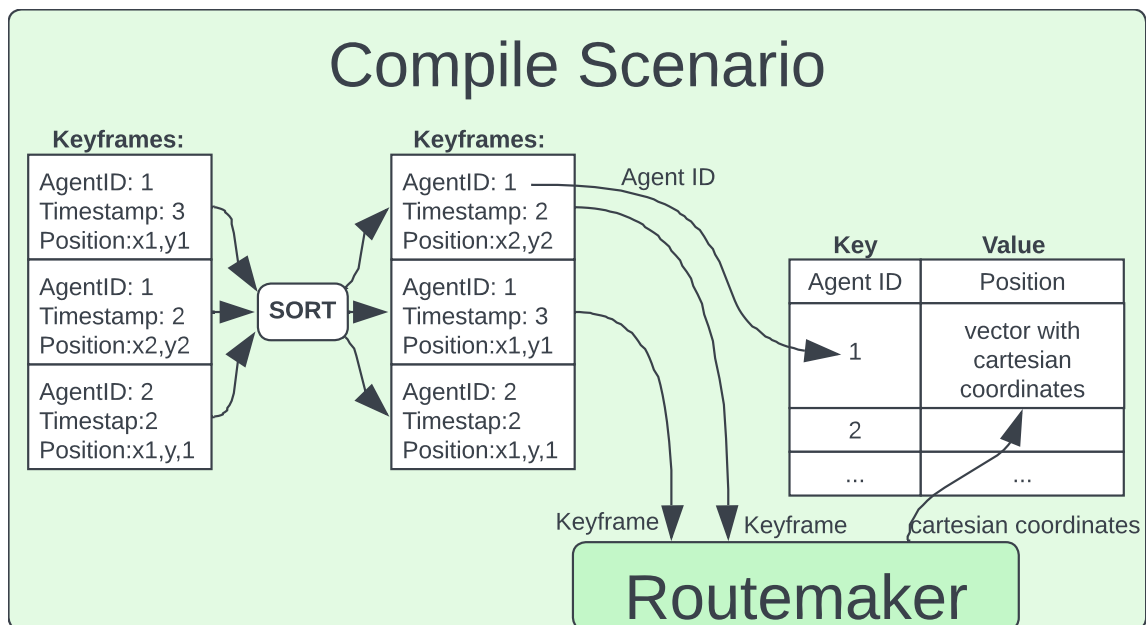 Compile Scenario
Keyframes:
AgentID: 1
Timestamp: 3
Position:x1,y1
AgentID: 1
Timestamp: 2
Position:x2,y2
AgentID: 2
Timestap:2
Position:x1,y,1
SORT
Keyframes:
AgentID: 1
Timestamp: 2
Position:x2,y2
AgentID: 1
Timestamp: 3
Position:x1,y1
AgentID: 2
Timestap:2
Position:x1,y,1
Agent ID
Key
Value
Agent ID
Position
1
vector with
cartesian
coordinates
2
...
...
Keyframe
Keyframe
cartesian coordinates
Routemaker